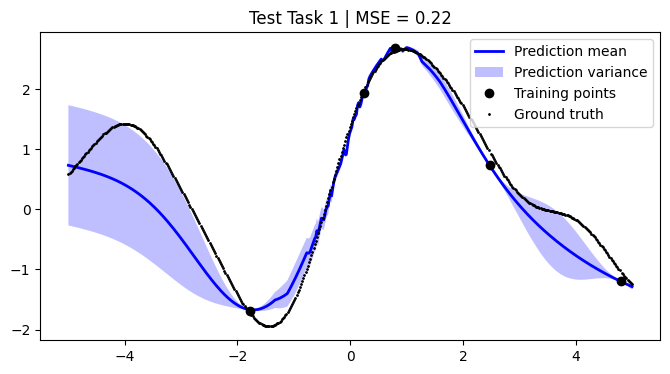 Test Task 1 | MSE = 0.22
Prediction mean
Prediction variance
Training points
Ground truth
2
1
0
−1
−2
−4
−2
0
2
4